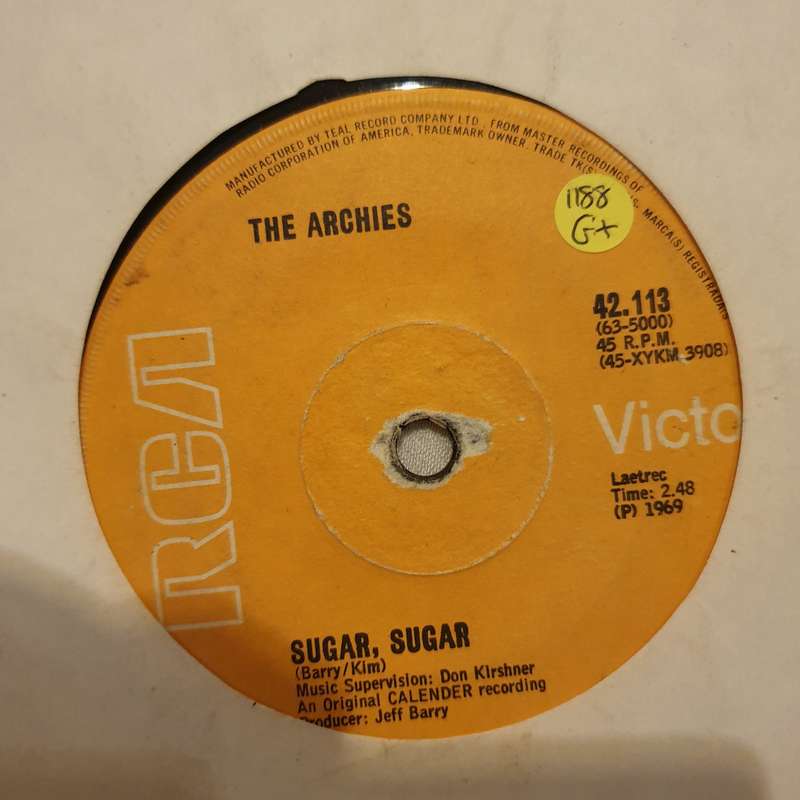 MANUFACTURED BY TEAL RECORD COMPANY LTD. FROM MASTER RECORDINGS OF
RADIO CORPORATION OF AMERICA, TRADEMARK OWNER. TRADE MARCA(S) REGISTRADA
THE ARCHIES
1188
G+
42.113
(63-5000)
45 R.P.M.
(45-XYKM 3908)
RCA
Victo
Laetrec
Time: 2.48
(P) 1969
SUGAR, SUGAR
(Barry/Kim)
Music Supervision: Don Kirshner
An Original CALENDER recording
Producer: Jeff Barry